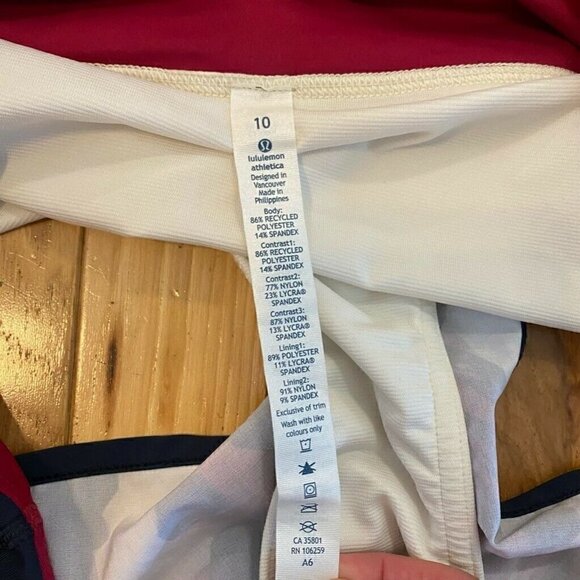 10
lululemon
athletica
Designed in
Vancouver
Made in
Philippines
Body:
86% RECYCLED
POLYESTER
14% SPANDEX
Contrast1:
86% RECYCLED
POLYESTER
14% SPANDEX
Contrast2:
77% NYLON
23% LYCRA®
SPANDEX
Contrast3:
87% NYLON
13% LYCRA®
SPANDEX
Lining1:
89% POLYESTER
11% LYCRA®
SPANDEX
Lining2:
91% NYLON
9% SPANDEX
Exclusive of trim
Wash with like
colours only
CA 35801
RN 106259
A6